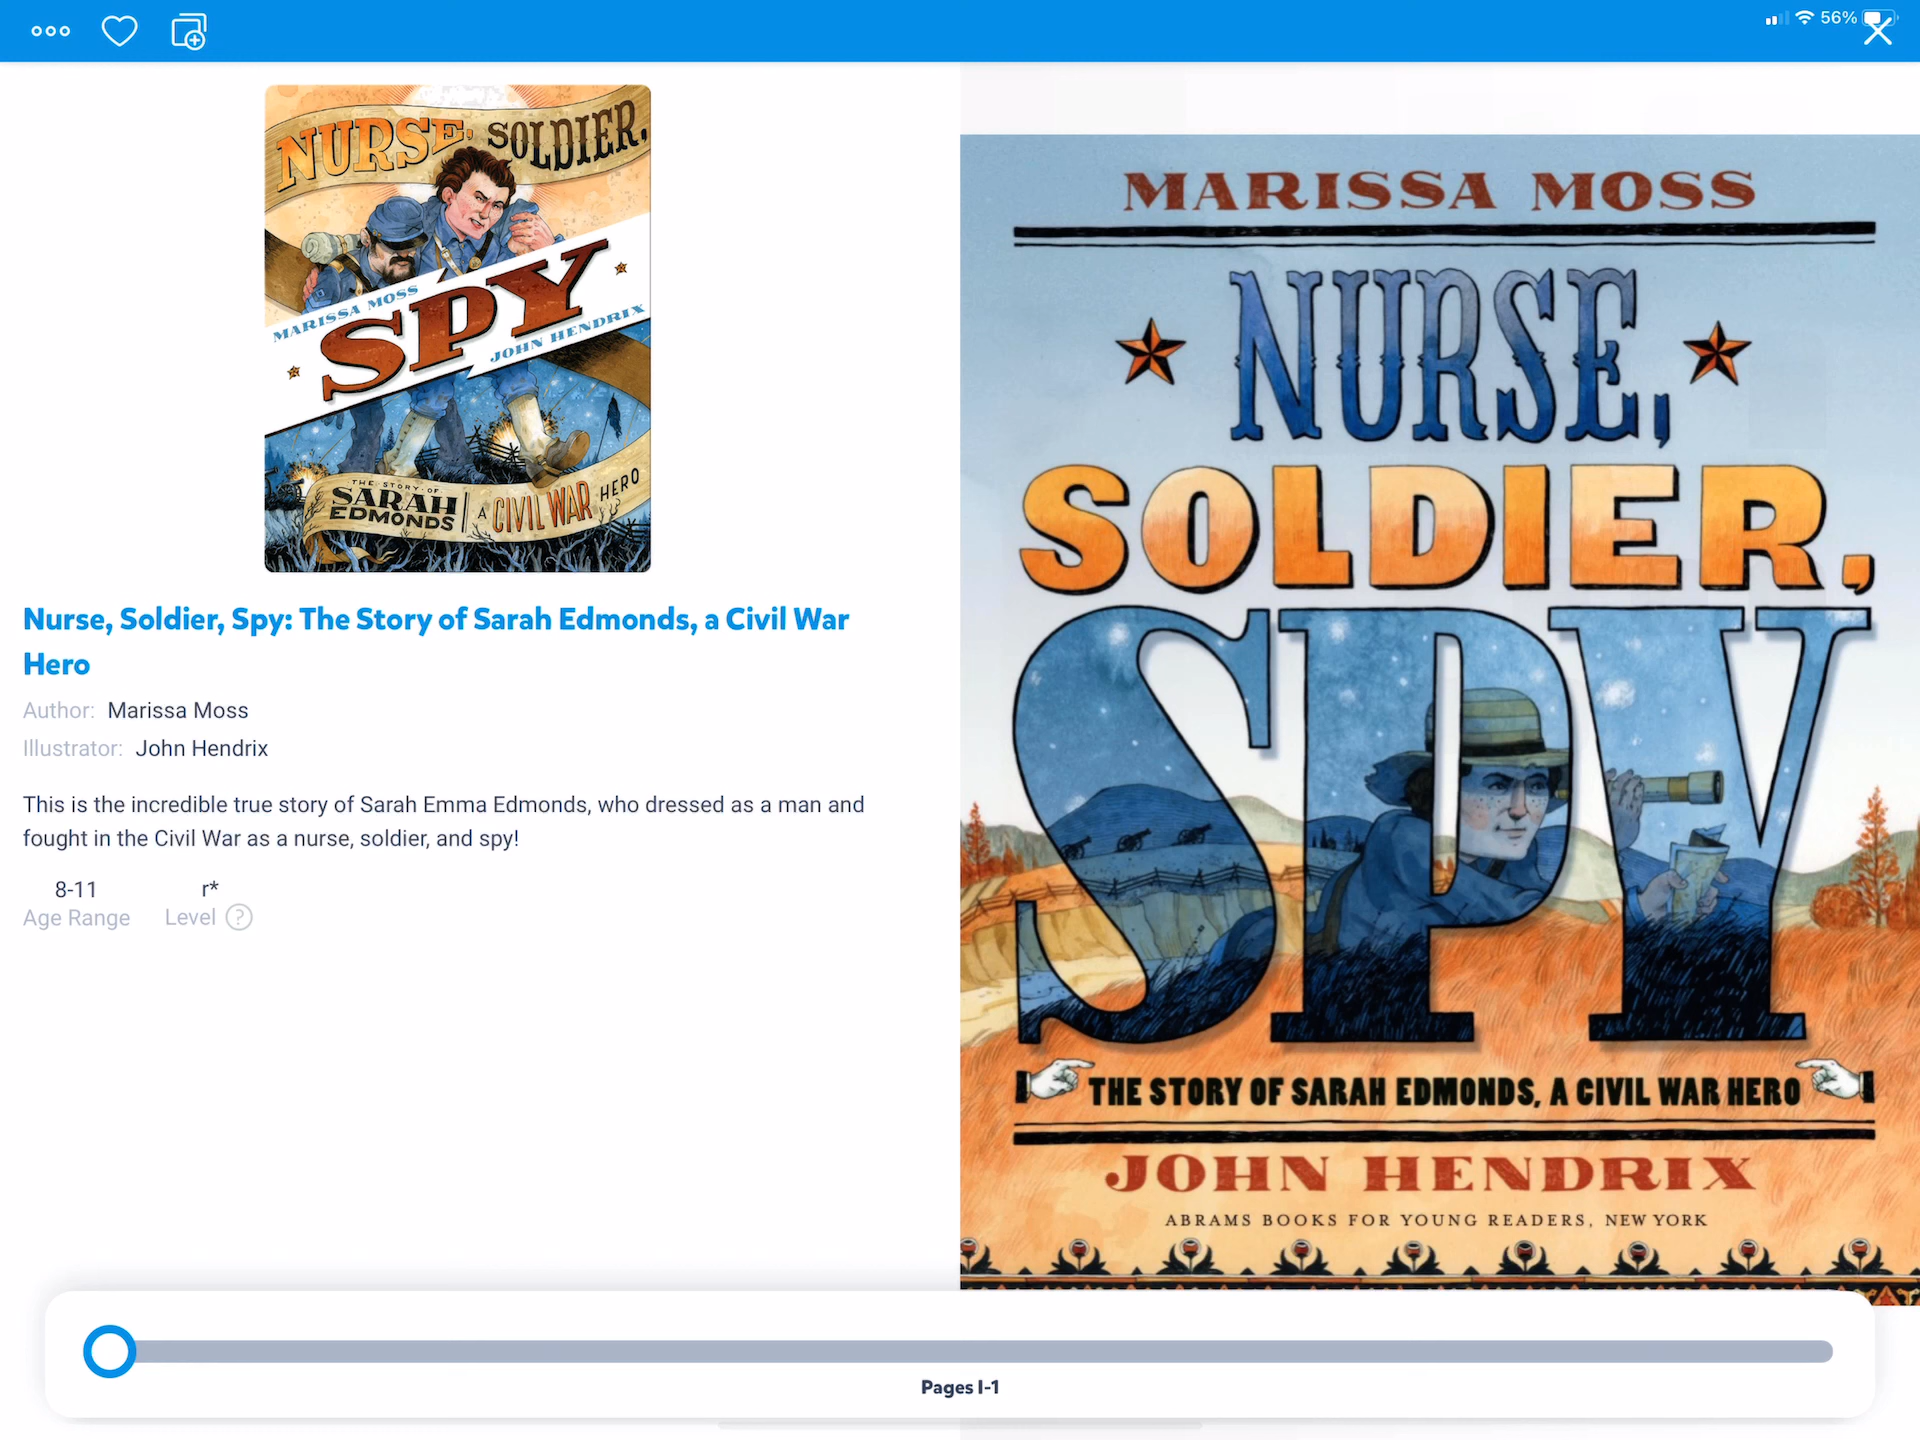 56%
NURSE, SOLDIER,
MARISSA MOSS
SPY
JOHN HENDRIX
THE STORY OF
SARAH EDMONDS
A CIVIL WAR HERO
Nurse, Soldier, Spy: The Story of Sarah Edmonds, a Civil War
Hero
Author: Marissa Moss
Illustrator: John Hendrix
This is the incredible true story of Sarah Emma Edmonds, who dressed as a man and
fought in the Civil War as a nurse, soldier, and spy!
8-11 r*
Age Range Level ?
MARISSA MOSS
NURSE,
SOLDIER,
SPY
THE STORY OF SARAH EDMONDS, A CIVIL WAR HERO
JOHN HENDRIX
ABRAMS BOOKS FOR YOUNG READERS, NEW YORK
Pages I-1